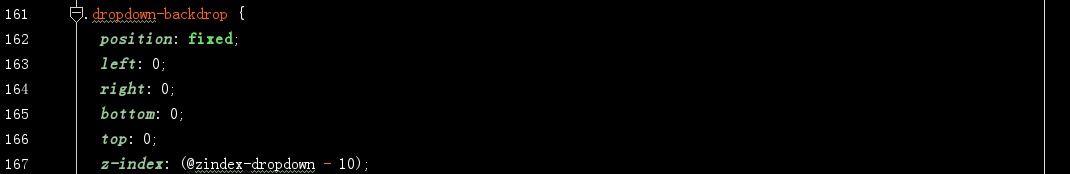 161 .dropdown-backdrop {
162 position: fixed;
163 left: 0;
164 right: 0;
165 bottom: 0;
166 top: 0;
167 z-index: (@zindex-dropdown - 10);